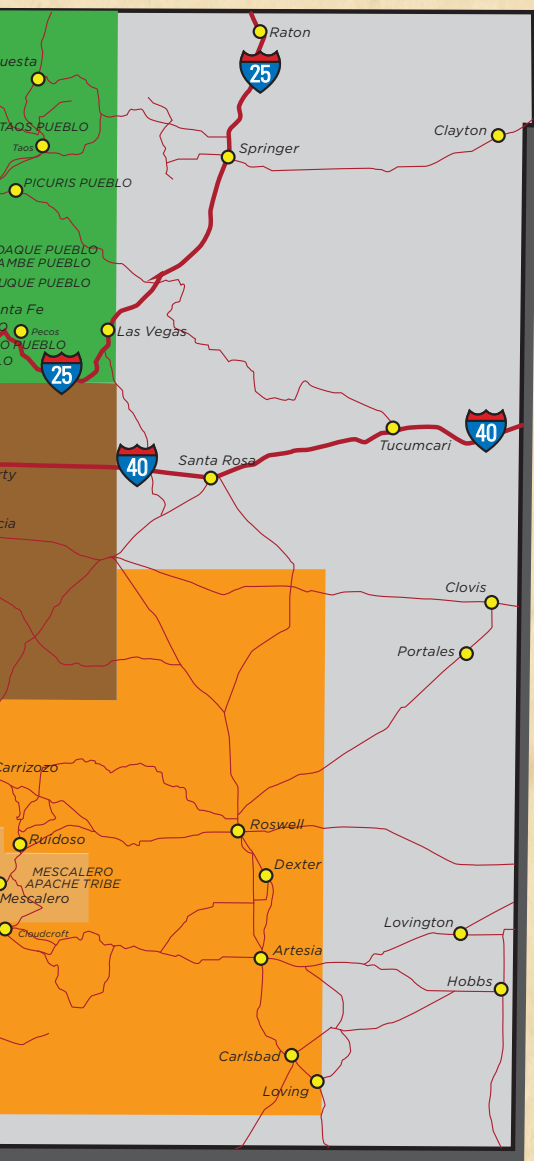 Raton
25
uesta
TAOS PUEBLO
Taos
Clayton
Springer
PICURIS PUEBLO
OAQUE PUEBLO
AMBE PUEBLO
UQUE PUEBLO
nta Fe
O
Pecos
Las Vegas
O PUEBLO
LO
25
40
Tucumcari
Santa Rosa
40
rty
cia
Clovis
Portales
Carrizozo
Roswell
Ruidoso
Dexter
MESCALERO
APACHE TRIBE
Mescalero
Lovington
Cloudcroft
Artesia
Hobbs
Carlsbad
Loving